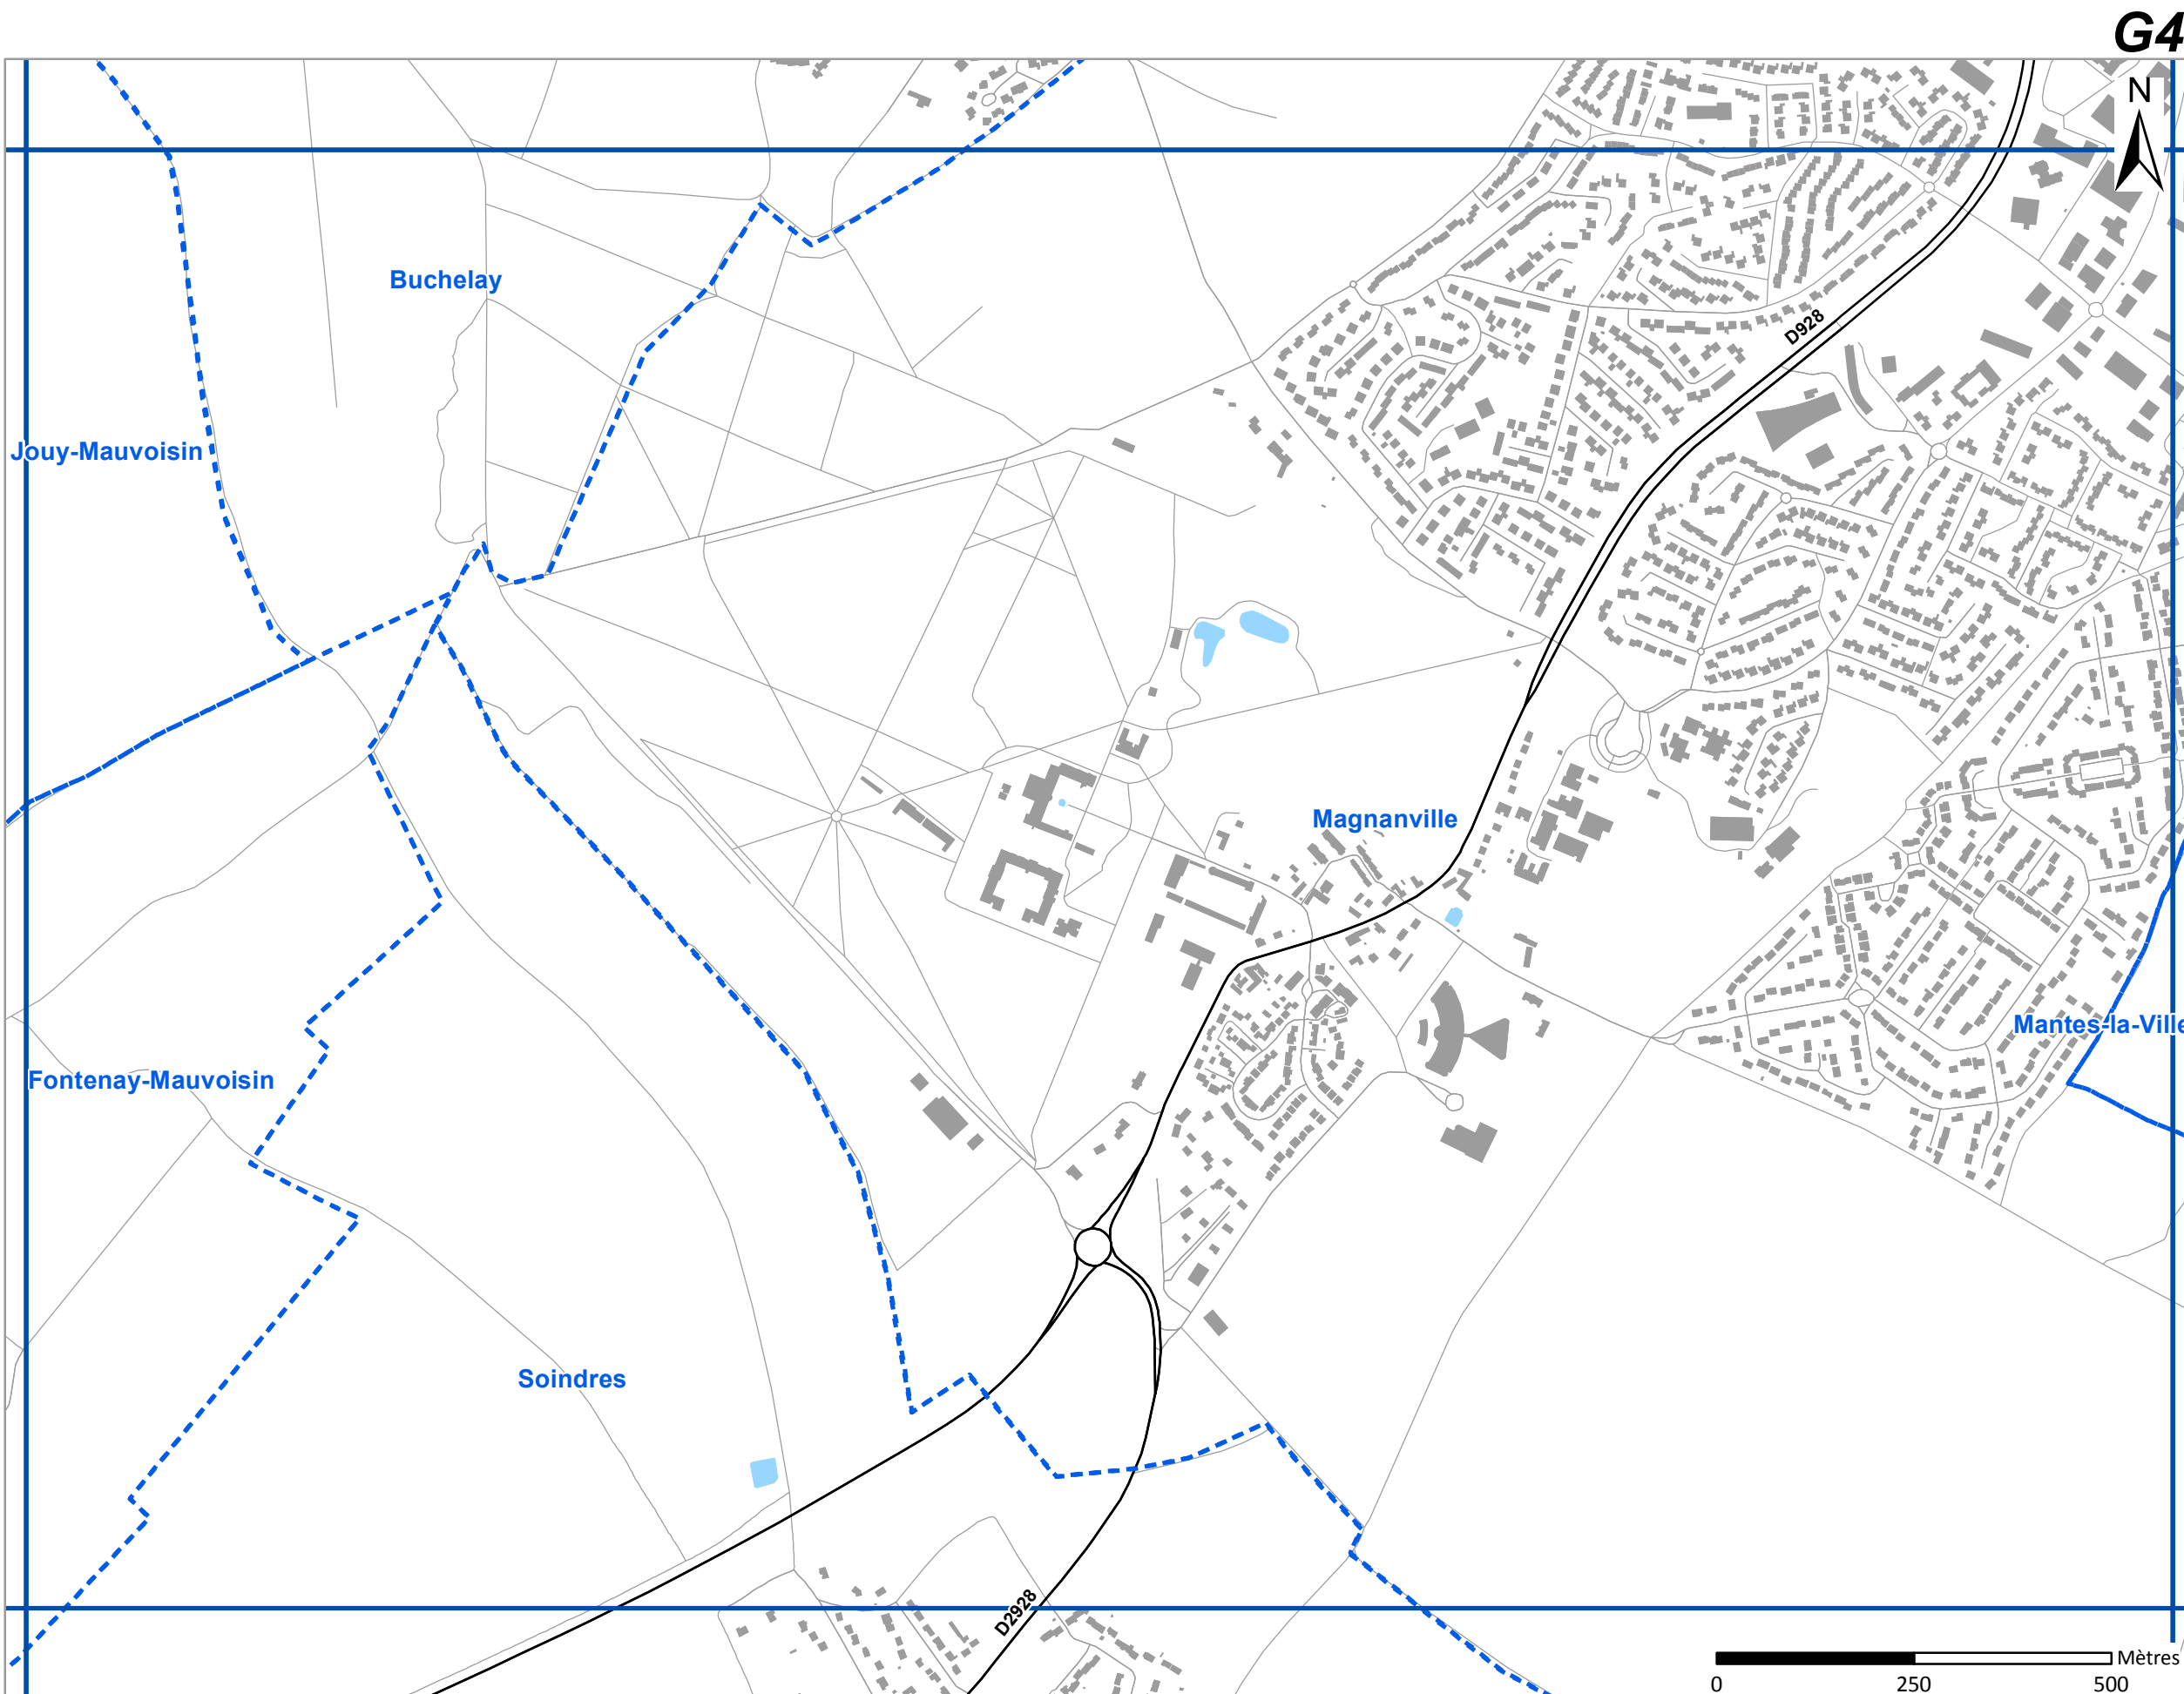 G4
N
Buchelay
D928
Jouy-Mauvoisin
Magnanville
Mantes-la-Ville
Fontenay-Mauvoisin
Soindres
D2928
Mètres
0 250 500